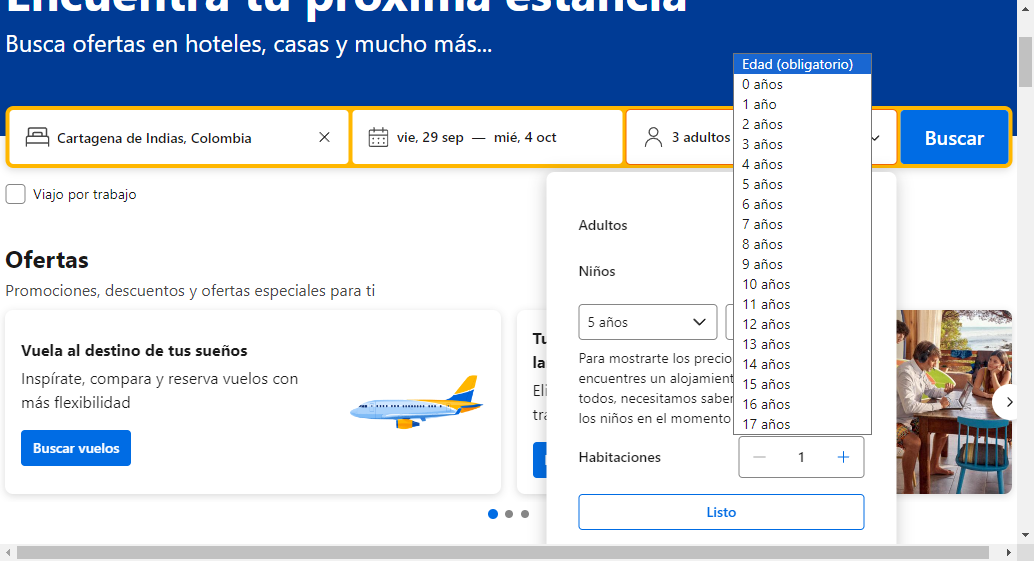 Encuentra tu próxima estancia
Busca ofertas en hoteles, casas y mucho más...
Cartagena de Indias, Colombia
vie, 29 sep — mié, 4 oct
3 adultos
Buscar
Viajo por trabajo
Edad (obligatorio)
0 años
1 año
2 años
3 años
4 años
5 años
6 años
7 años
8 años
9 años
10 años
11 años
12 años
13 años
14 años
15 años
16 años
17 años
Adultos
Niños
5 años
Para mostrarte los precio
encuentres un alojamient
todos, necesitamos saber
los niños en el momento
Habitaciones
1
Listo
Ofertas
Promociones, descuentos y ofertas especiales para ti
Vuela al destino de tus sueños
Inspírate, compara y reserva vuelos con
más flexibilidad
Buscar vuelos
Tu
la
Eli
tra